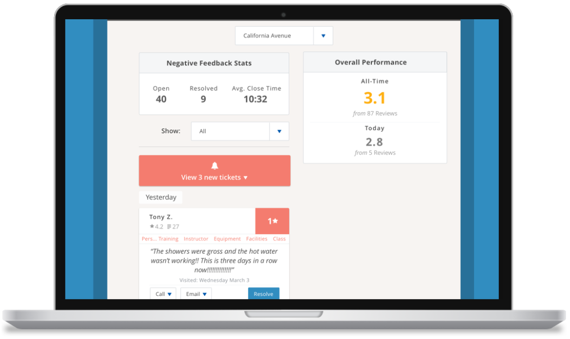 California Avenue
Negative Feedback Stats
Open Resolved Avg. Close Time
40 9 10:32
Show: All
View 3 new tickets
Yesterday
Tony Z.
4.2 27
1★
Pers... Training Instructor Equipment Facilities Class
"The showers were gross and the hot water
wasn't working!! This is three days in a row
Visited: Wednesday March 3
Call Email Resolve
Overall Performance
All-Time
3.1
from 87 Reviews
Today
2.8
from 5 Reviews